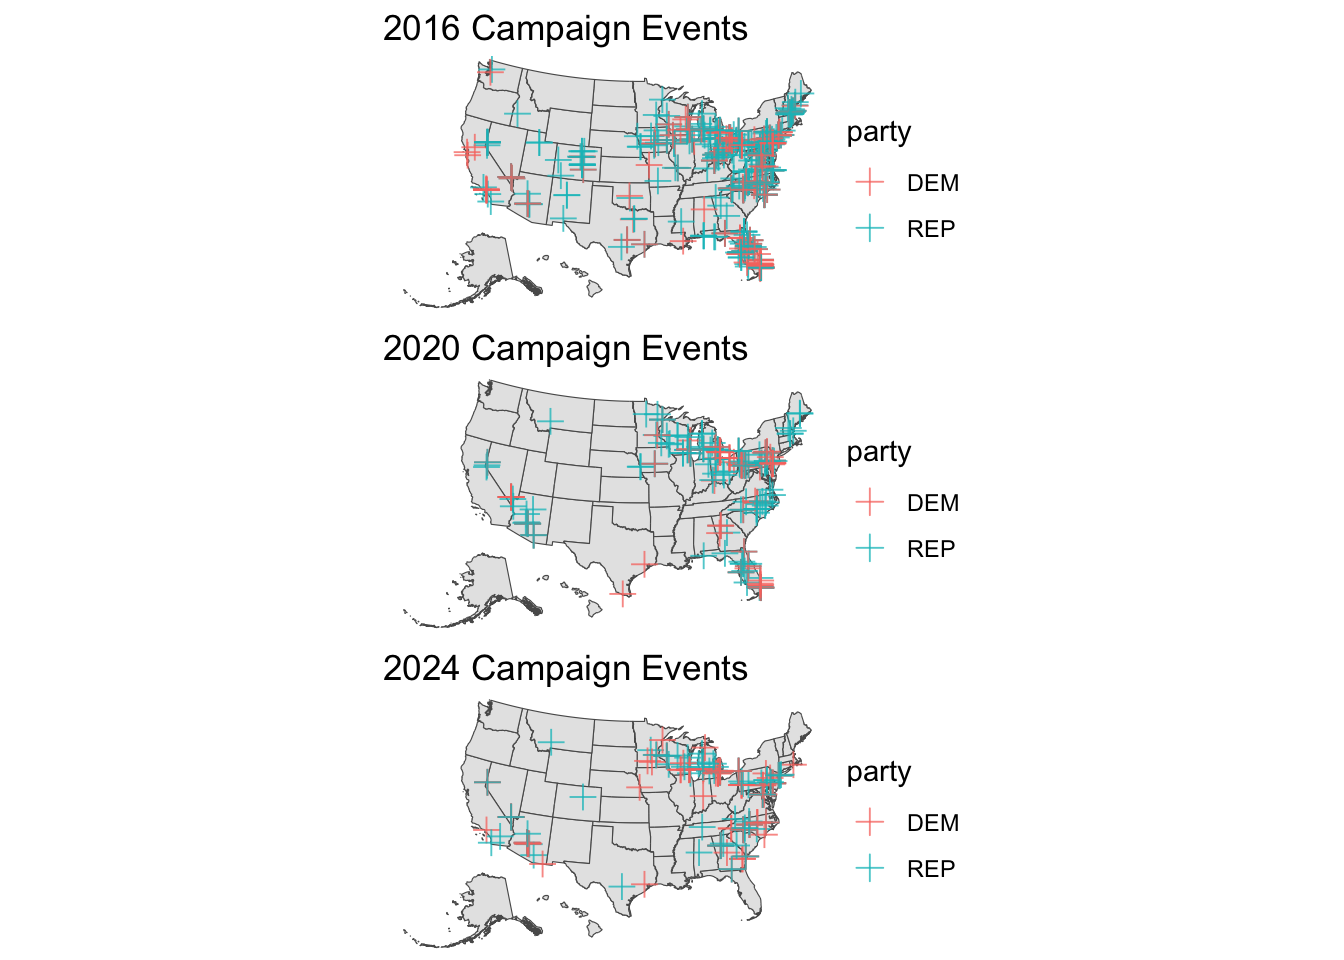 2016 Campaign Events
party
DEM
REP
2020 Campaign Events
party
DEM
REP
2024 Campaign Events
party
DEM
REP